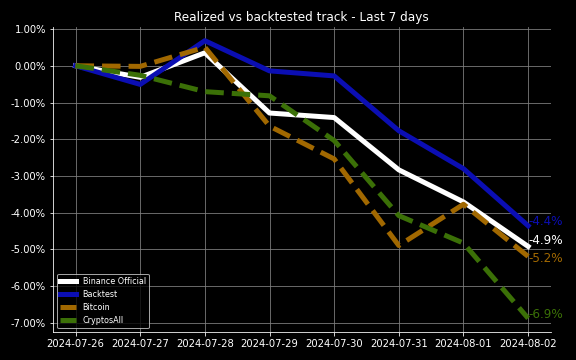 Realized vs backtested track - Last 7 days
1.00%
0.00%
-1.00%
-2.00%
-3.00%
-4.00%
-5.00%
-6.00%
-7.00%
-4.4%
-4.9%
-5.2%
-6.9%
Binance Official
Backtest
Bitcoin
CryptosAll
2024-07-26 2024-07-27 2024-07-28 2024-07-29 2024-07-30 2024-07-31 2024-08-01 2024-08-02